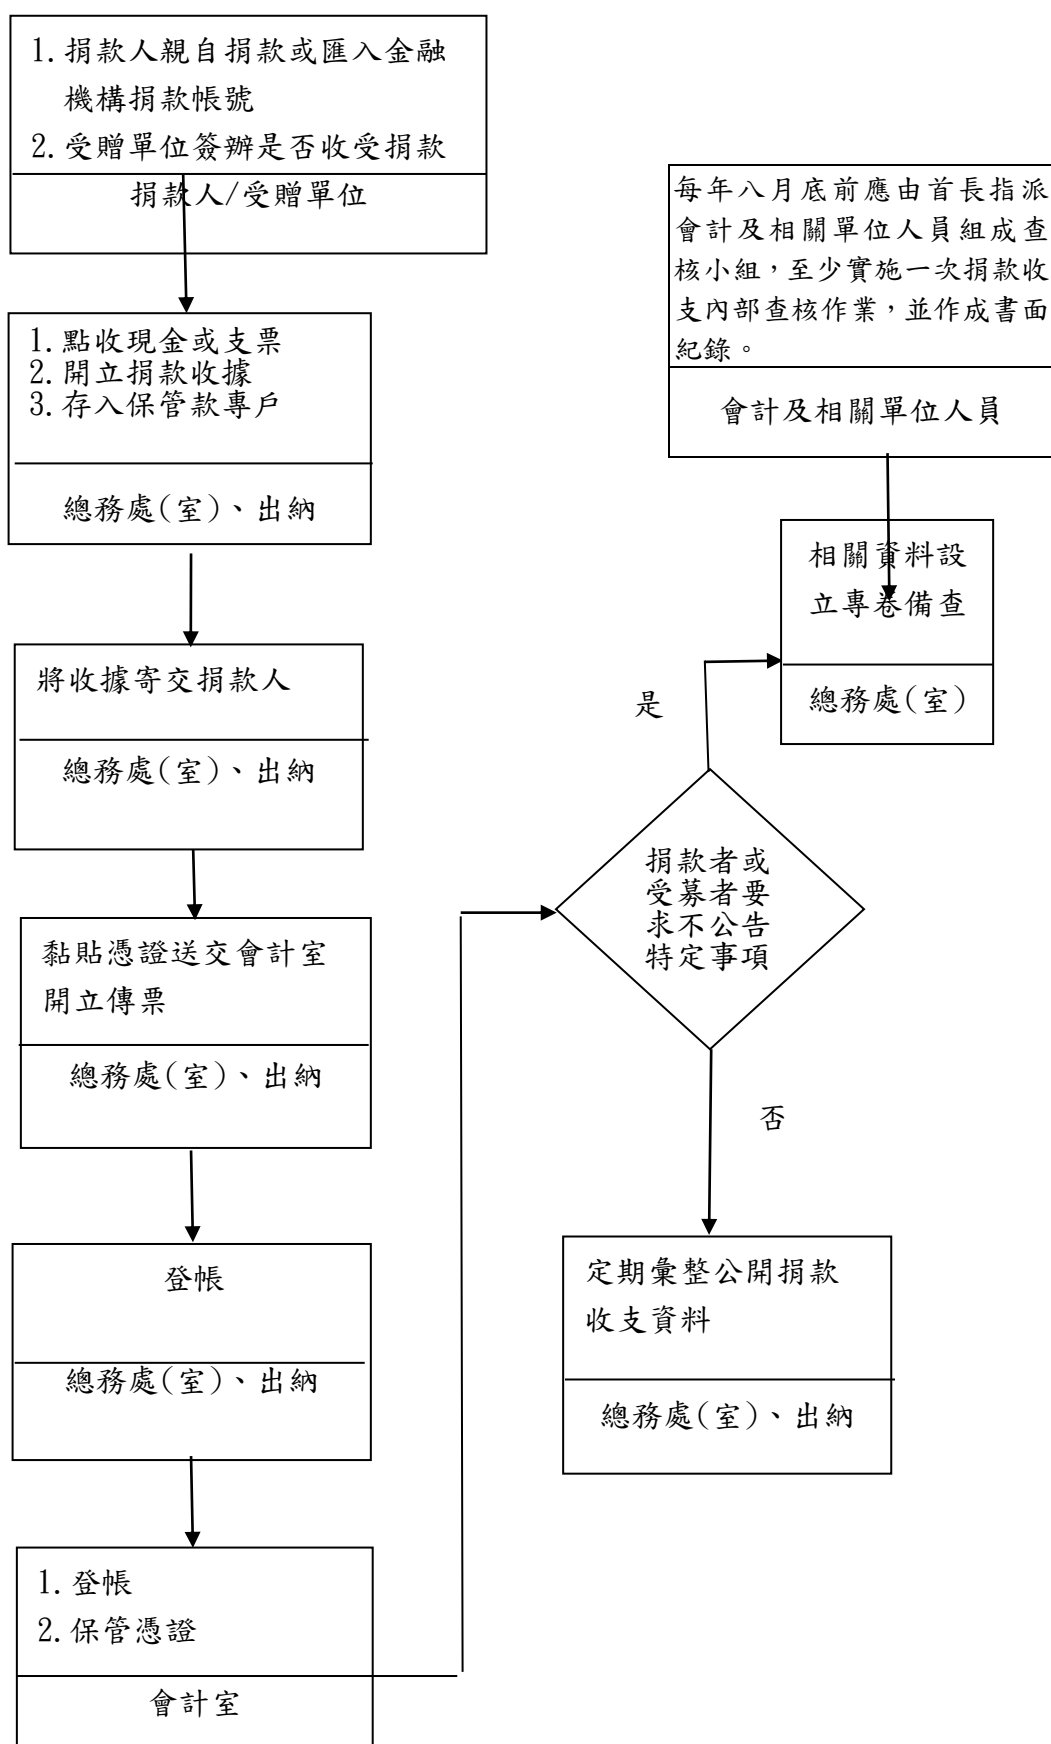 1.捐款人親自捐款或匯入金融
機構捐款帳號
2.受贈單位簽辦是否收受捐款
捐款人/受贈單位
1.點收現金或支票
2.開立捐款收據
3.存入保管款專戶
總務處(室)、出納
將收據寄交捐款人
總務處(室)、出納
黏貼憑證送交會計室
開立傳票
總務處(室)、出納
登帳
總務處(室)、出納
1.登帳
2.保管憑證
會計室
每年八月底前應由首長指派
會計及相關單位人員組成查
核小組，至少實施一次捐款收
支內部查核作業，並作成書面
紀錄。
會計及相關單位人員
相關資料設
立專卷備查
總務處(室)
是
捐款者或
受募者要
求不公告
特定事項
否
定期彙整公開捐款
收支資料
總務處(室)、出納